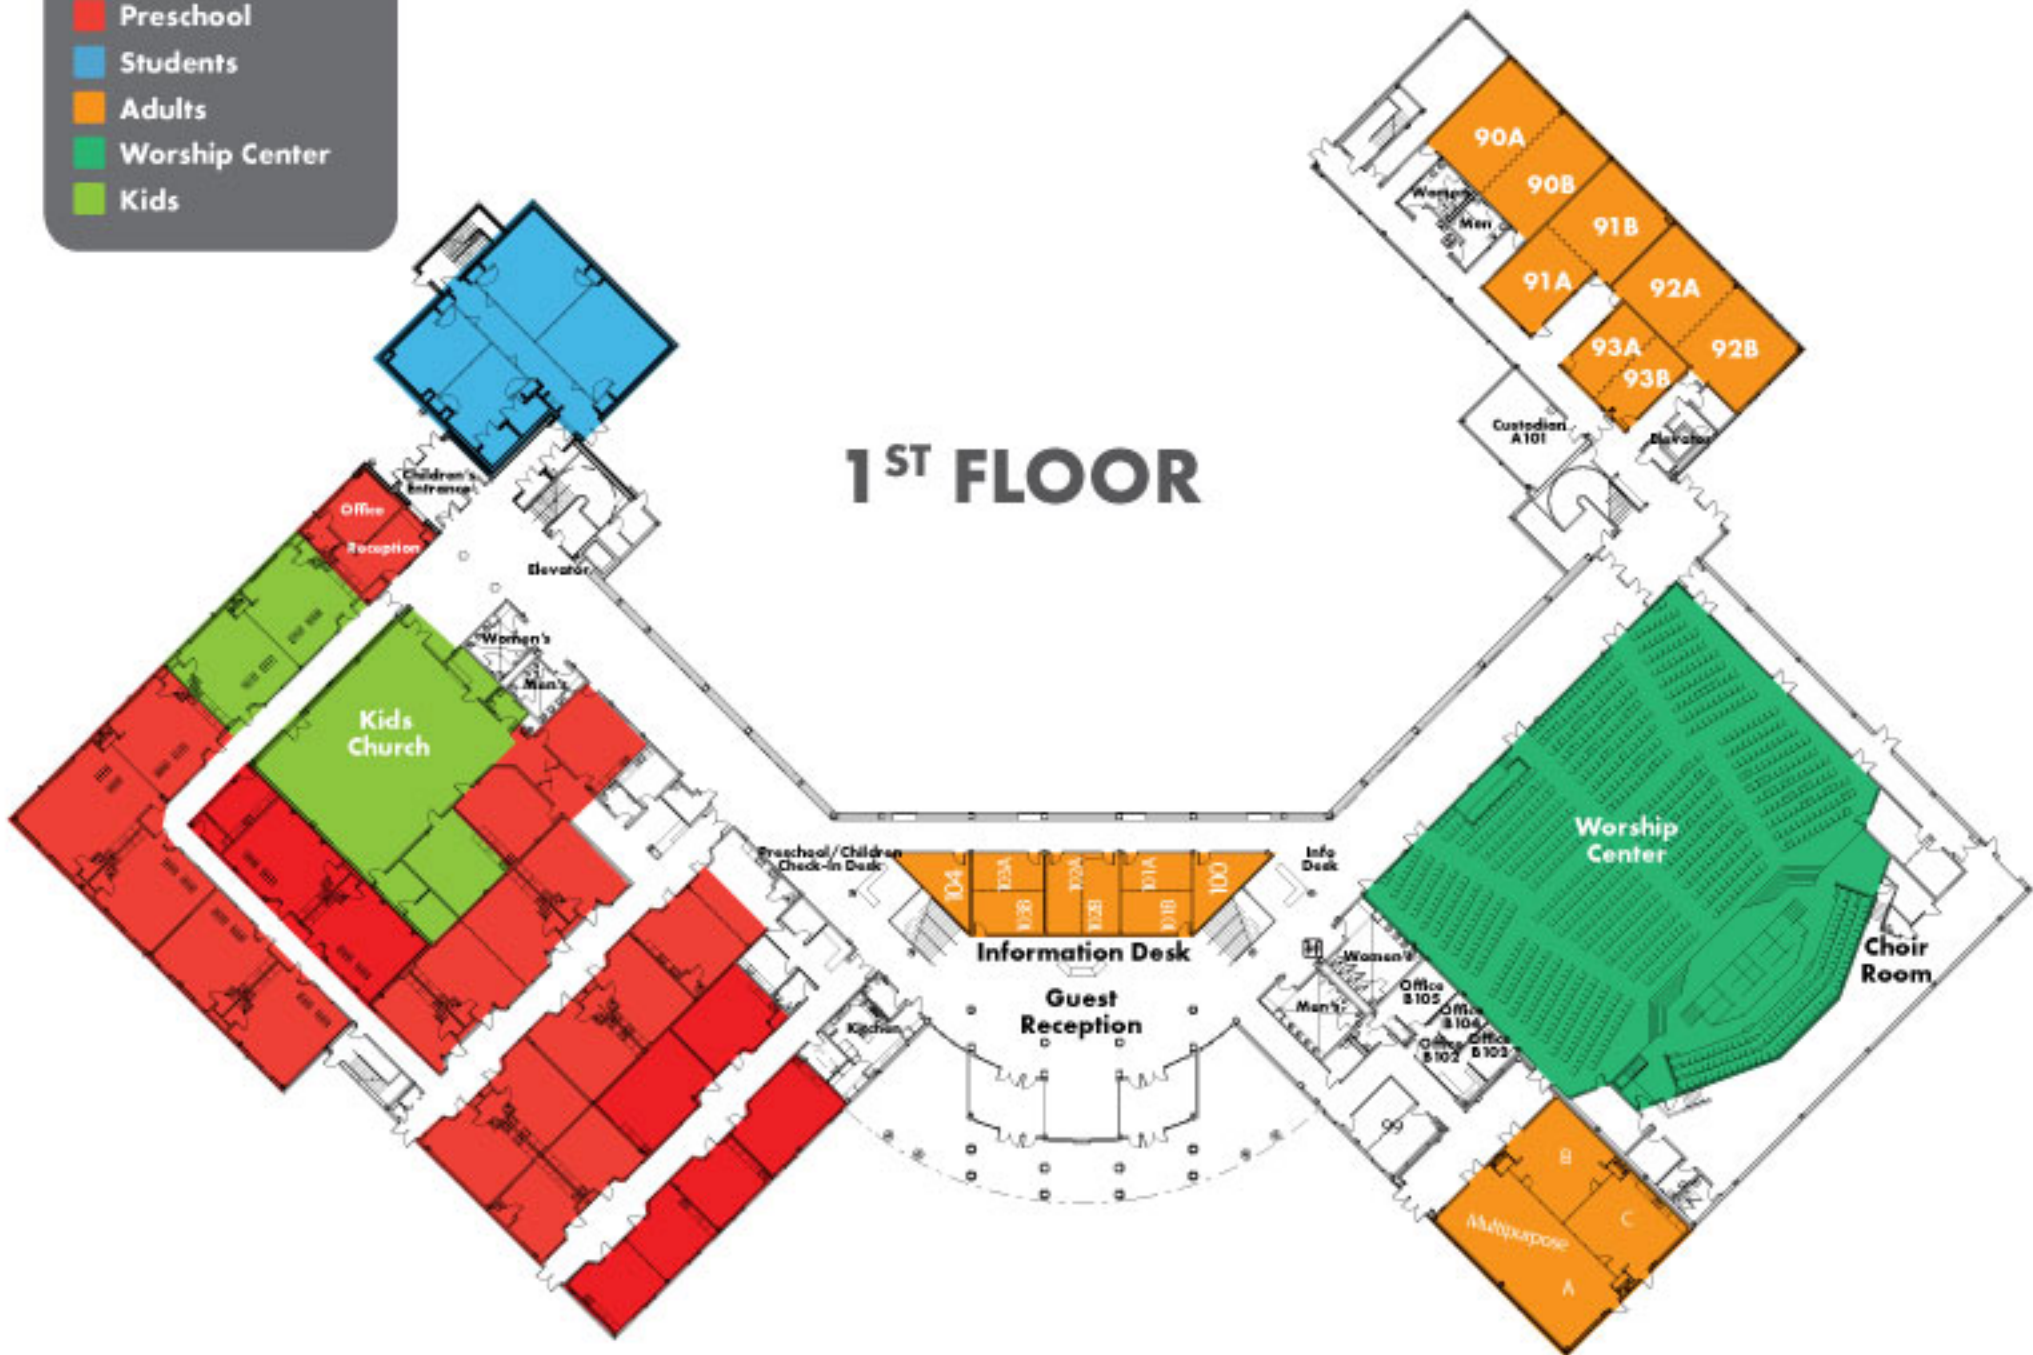 Preschool
Students
Adults
Worship Center
Kids
1ST FLOOR
90A
90B
91B
91A
92A
92B
93A
93B
Women
Men
Custodian
A101
Elevator
Children's
Entrance
Office
Reception
Elevator
Women's
Men's
Kids
Church
Preschool/Children
Check-In Desk
104
103A
103B
102A
102B
101A
101B
100
Info
Desk
Information Desk
Guest
Reception
Kitchen
Worship
Center
Choir
Room
Women's
Men's
Office
B105
Office
B104
Office
B102
Office
B103
99
B
C
Multipurpose
A